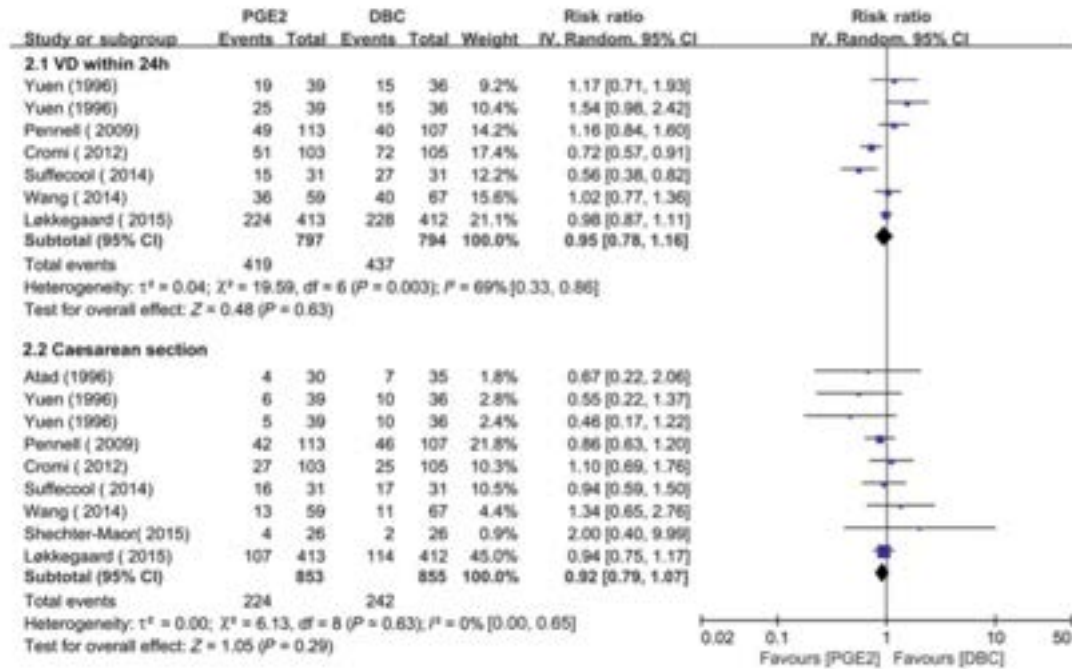 PGE2 DBC Risk ratio Risk ratio
Study or subgroup Events Total Events Total Weight IV, Random, 95% CI IV, Random, 95% CI
2.1 VD within 24h
Yuen (1996) 19 39 15 36 9.2% 1.17 [0.71, 1.93]
Yuen (1996) 25 39 15 36 10.4% 1.54 [0.98, 2.42]
Pennell ( 2009) 49 113 40 107 14.2% 1.16 [0.84, 1.60]
Cromi ( 2012) 51 103 72 105 17.4% 0.72 [0.57, 0.91]
Suffecool ( 2014) 15 31 27 31 12.2% 0.56 [0.38, 0.82]
Wang ( 2014) 36 59 40 67 15.6% 1.02 [0.77, 1.36]
Løkkegaard ( 2015) 224 413 228 412 21.1% 0.98 [0.87, 1.11]
Subtotal (95% CI) 797 794 100.0% 0.95 [0.78, 1.16]
Total events 419 437
Heterogeneity: τ² = 0.04; χ² = 19.59, df = 6 (P = 0.003); I² = 69% [0.33, 0.86]
Test for overall effect: Z = 0.48 (P = 0.63)
2.2 Caesarean section
Atad (1996) 4 30 7 35 1.8% 0.67 [0.22, 2.06]
Yuen (1996) 6 39 10 36 2.8% 0.55 [0.22, 1.37]
Yuen (1996) 5 39 10 36 2.4% 0.46 [0.17, 1.22]
Pennell ( 2009) 42 113 46 107 21.8% 0.86 [0.63, 1.20]
Cromi ( 2012) 27 103 25 105 10.3% 1.10 [0.69, 1.76]
Suffecool ( 2014) 16 31 17 31 10.5% 0.94 [0.59, 1.50]
Wang ( 2014) 13 59 11 67 4.4% 1.34 [0.65, 2.76]
Shechter-Maor( 2015) 4 26 2 26 0.9% 2.00 [0.40, 9.99]
Løkkegaard ( 2015) 107 413 114 412 45.0% 0.94 [0.75, 1.17]
Subtotal (95% CI) 853 855 100.0% 0.92 [0.79, 1.07]
Total events 224 242
Heterogeneity: τ² = 0.00; χ² = 6.13, df = 8 (P = 0.63); I² = 0% [0.00, 0.65]
Test for overall effect: Z = 1.05 (P = 0.29)
0.02 0.1 1 10 50
Favours [PGE2] Favours [DBC]